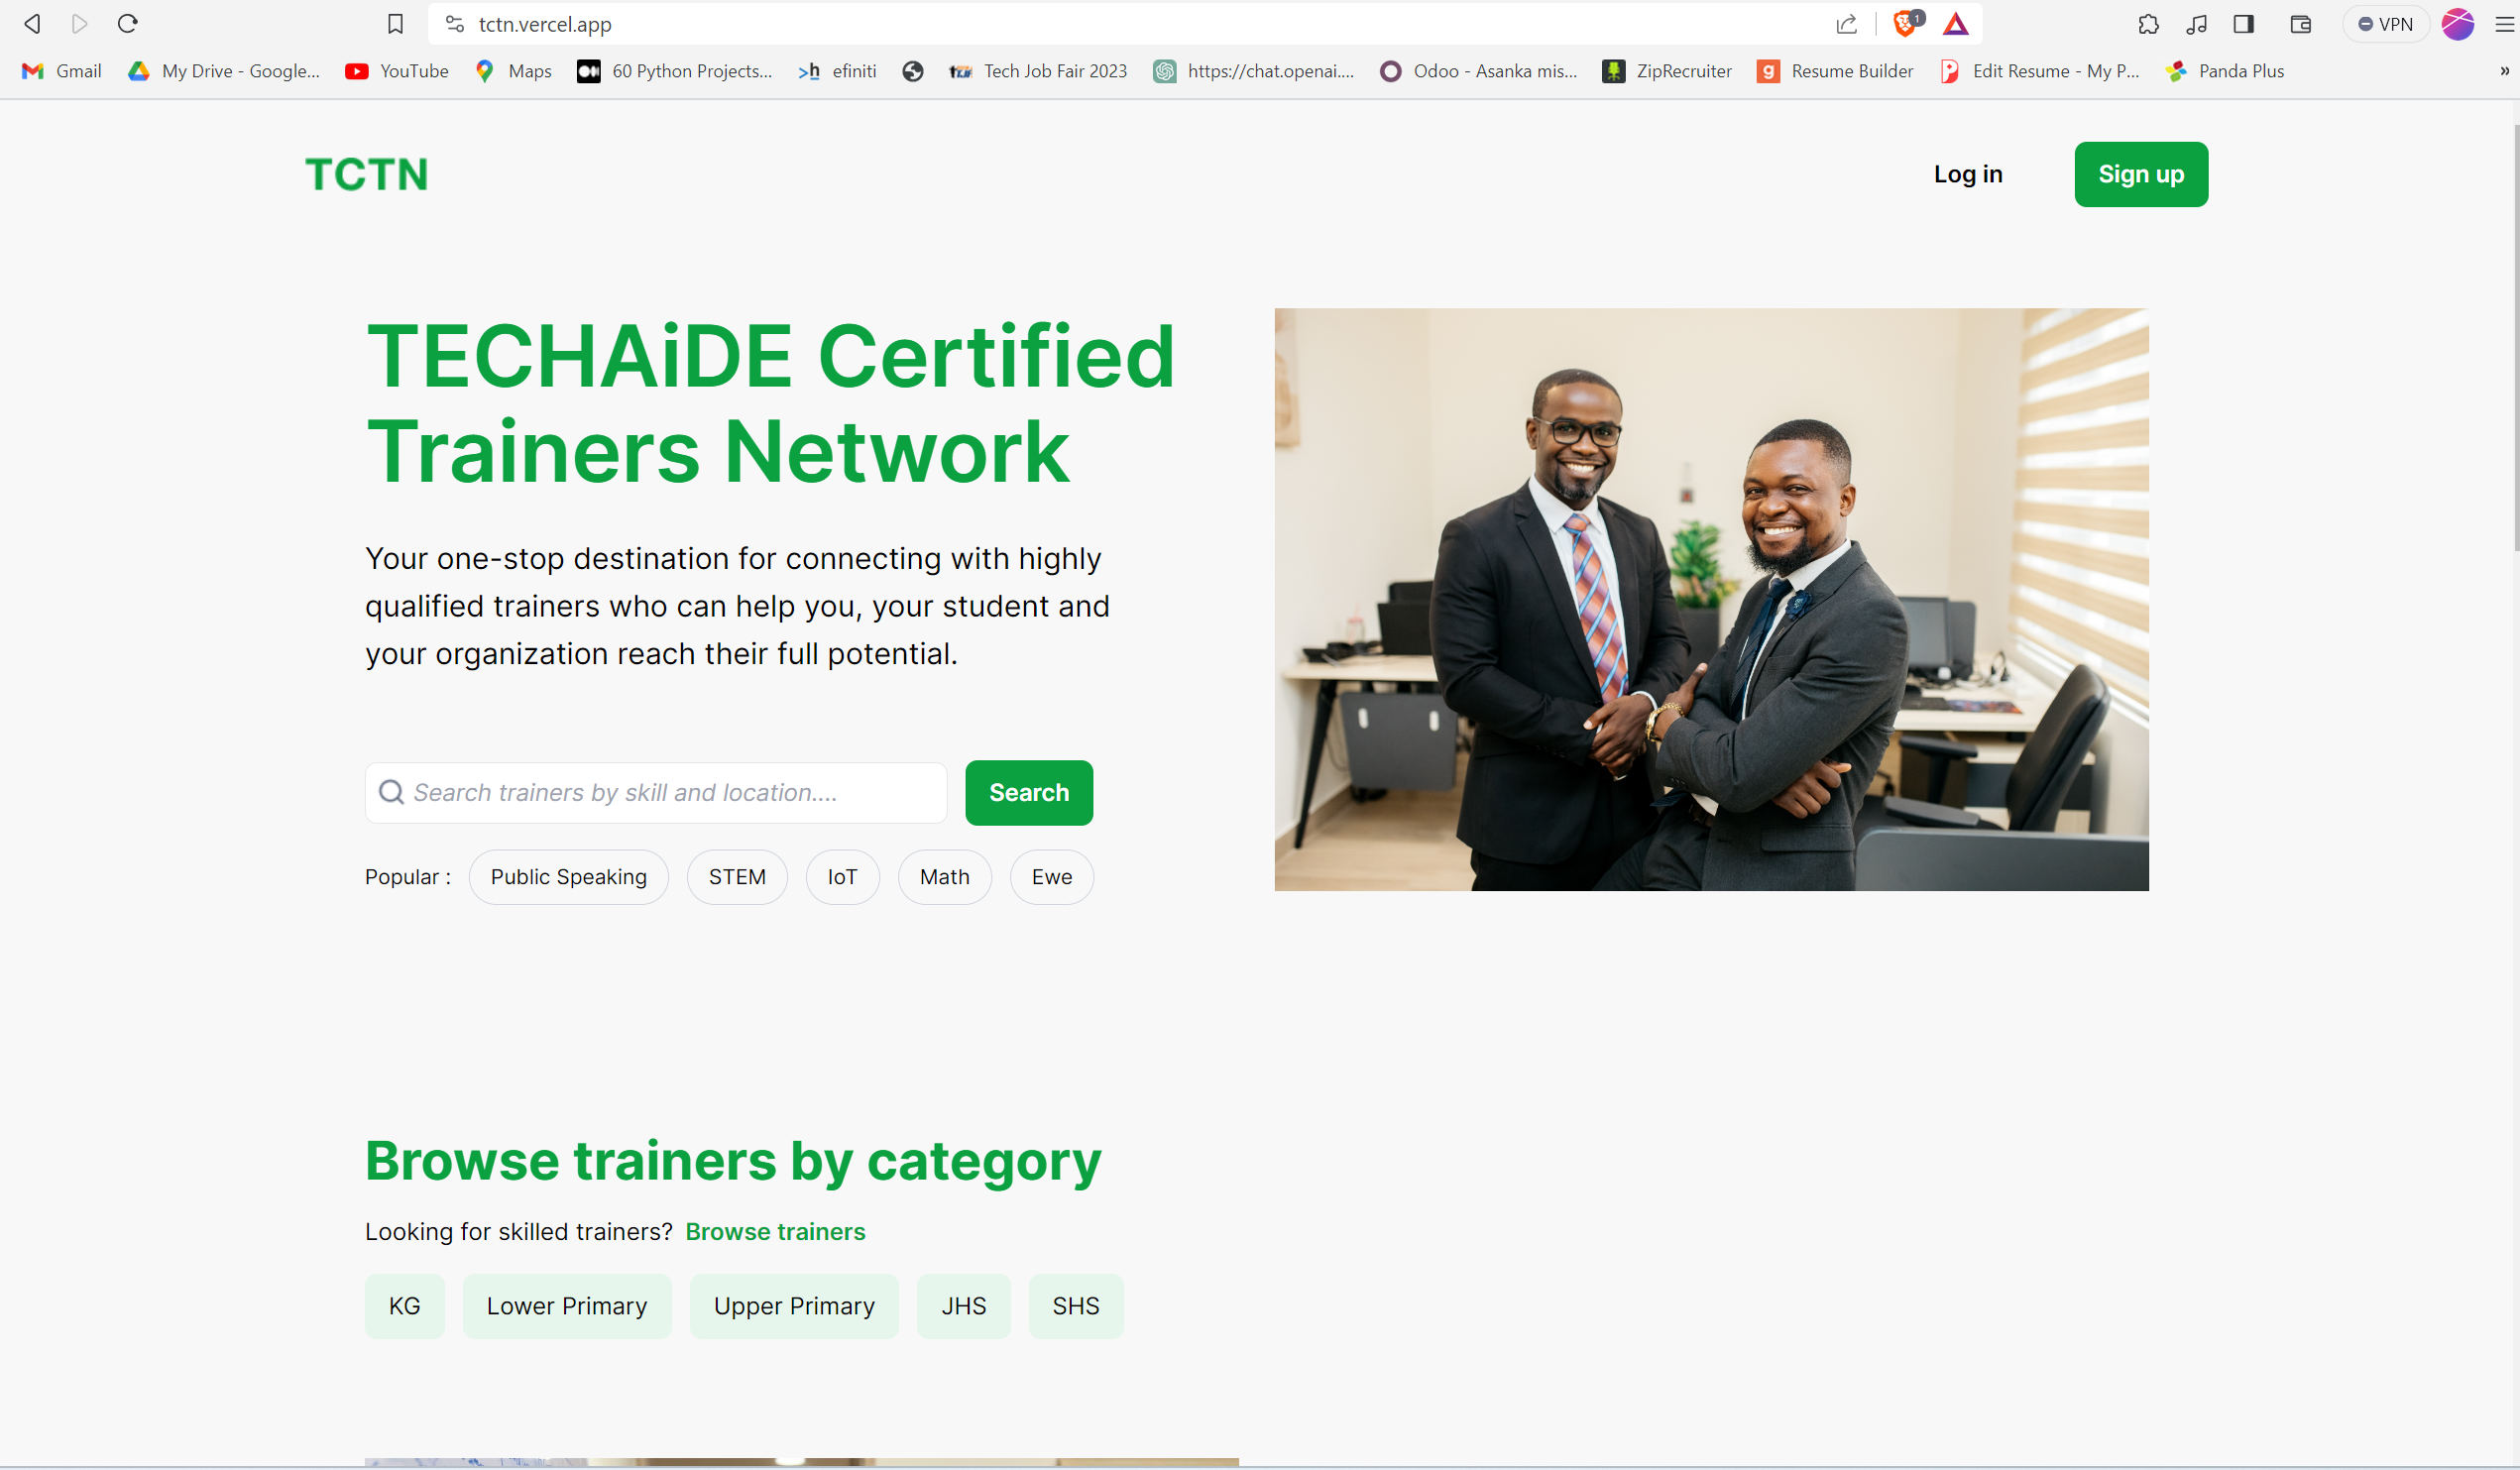 tctn.vercel.app
1
VPN
Gmail
My Drive - Google...
YouTube
Maps
60 Python Projects...
>h efiniti
Tech Job Fair 2023
https://chat.openai....
Odoo - Asanka mis...
ZipRecruiter
g Resume Builder
Edit Resume - My P...
Panda Plus
»
TCTN
Log in
Sign up
TECHAiDE Certified
Trainers Network
Your one-stop destination for connecting with highly
qualified trainers who can help you, your student and
your organization reach their full potential.
Search trainers by skill and location....
Search
Popular :
Public Speaking
STEM
IoT
Math
Ewe
Browse trainers by category
Looking for skilled trainers? Browse trainers
KG
Lower Primary
Upper Primary
JHS
SHS